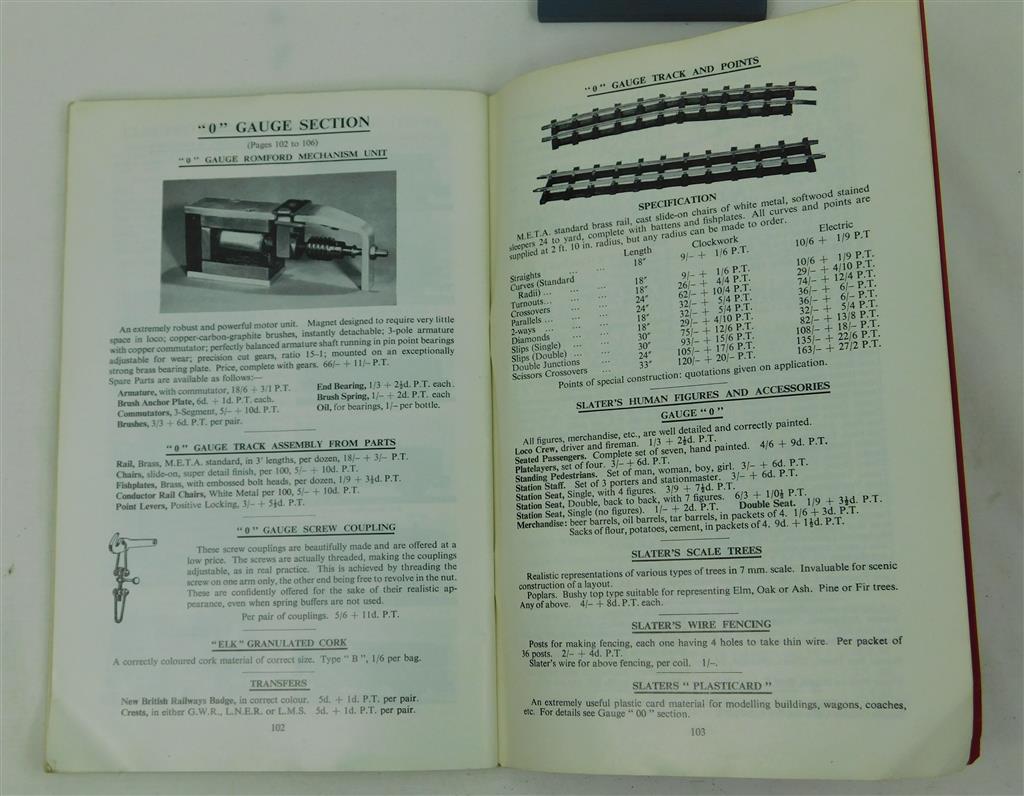 "0" GAUGE SECTION
(Pages 102 to 106)
"0" GAUGE ROMFORD MECHANISM UNIT
An extremely robust and powerful motor unit. Magnet designed to require very little
space in loco; copper-carbon-graphite brushes, instantly detachable; 3-pole armature
with copper commutator; perfectly balanced armature shaft running in pin point bearings
adjustable for wear; precision cut gears, ratio 15-1; mounted on an exceptionally
strong brass bearing plate. Price, complete with gears. 66/- + 11/- P.T.
Spare Parts are available as follows:—
Armature, with commutator, 18/6 + 3/1 P.T.
Brush Anchor Plate, 6d. + 1d. P.T. each.
Commutators, 3-Segment, 5/- + 10d. P.T.
Brushes, 3/3 + 6d. P.T. per pair.
End Bearing, 1/3 + 2½d. P.T. each.
Brush Spring, 1/- + 2d. P.T. each
Oil, for bearings, 1/- per bottle.
"0" GAUGE TRACK ASSEMBLY FROM PARTS
Rail, Brass, M.E.T.A. standard, in 3' lengths, per dozen, 18/- + 3/- P.T.
Chairs, slide-on, super detail finish, per 100, 5/- + 10d. P.T.
Fishplates, Brass, with embossed bolt heads, per dozen, 1/9 + 3½d. P.T.
Conductor Rail Chairs, White Metal per 100, 5/- + 10d. P.T.
Point Levers, Positive Locking, 3/- + 5½d. P.T.
"0" GAUGE SCREW COUPLING
These screw couplings are beautifully made and are offered at a
low price. The screws are actually threaded, making the couplings
adjustable, as in real practice. This is achieved by threading the
screw on one arm only, the other end being free to revolve in the nut.
These are confidently offered for the sake of their realistic ap-
pearance, even when spring buffers are not used.
Per pair of couplings. 5/6 + 11d. P.T.
"ELK" GRANULATED CORK
A correctly coloured cork material of correct size. Type "B", 1/6 per bag.
TRANSFERS
New British Railways Badge, in correct colour. 5d. + 1d. P.T. per pair.
Crests, in either G.W.R., L.N.E.R. or L.M.S. 5d. + 1d. P.T. per pair.
102
"0" GAUGE TRACK AND POINTS
SPECIFICATION
M.E.T.A. standard brass rail, cast slide-on chairs of white metal, softwood stained
sleepers 24 to yard, complete with battens and fishplates. All curves and points are
supplied at 2 ft. 10 in. radius, but any radius can be made to order.
Length Clockwork Electric
Straights ... ... 18" 9/- + 1/6 P.T. 10/6 + 1/9 P.T
Curves (Standard
Radii) ... ... 18" 9/- + 1/6 P.T. 10/6 + 1/9 P.T.
Turnouts... ... 18" 26/- + 4/4 P.T. 29/- + 4/10 P.T.
Crossovers ... 24" 62/- + 10/4 P.T. 74/- + 12/4 P.T.
Parallels ... ... 24" 32/- + 5/4 P.T. 36/- + 6/- P.T.
2-ways ... ... 18" 32/- + 5/4 P.T. 36/- + 6/- P.T.
Diamonds ... 18" 29/- + 4/10 P.T. 32/- + 5/4 P.T.
Slips (Single) ... 30" 75/- + 12/6 P.T. 82/- + 13/8 P.T.
Slips (Double) ... 30" 93/- + 15/6 P.T. 108/- + 18/- P.T.
Double Junctions 24" 105/- + 17/6 P.T. 135/- + 22/6 P.T.
Scissors Crossovers ... 33" 120/- + 20/- P.T. 163/- + 27/2 P.T.
Points of special construction: quotations given on application.
SLATER'S HUMAN FIGURES AND ACCESSORIES
GAUGE "0"
All figures, merchandise, etc., are well detailed and correctly painted.
Loco Crew, driver and fireman. 1/3 + 2½d. P.T.
Seated Passengers. Complete set of seven, hand painted. 4/6 + 9d. P.T.
Platelayers, set of four. 3/- + 6d. P.T.
Standing Pedestrians. Set of man, woman, boy, girl. 3/- + 6d. P.T.
Station Staff. Set of 3 porters and stationmaster. 3/- + 6d. P.T.
Station Seat, Single, with 4 figures. 3/9 + 7½d. P.T.
Station Seat, Double, back to back, with 7 figures. 6/3 + 1/0½ P.T.
Station Seat, Single (no figures). 1/- + 2d. P.T. Double Seat. 1/9 + 3½d. P.T.
Merchandise: beer barrels, oil barrels, tar barrels, in packets of 4. 1/6 + 3d. P.T.
Sacks of flour, potatoes, cement, in packets of 4. 9d. + 1½d. P.T.
SLATER'S SCALE TREES
Realistic representations of various types of trees in 7 mm. scale. Invaluable for scenic
construction of a layout.
Poplars. Bushy top type suitable for representing Elm, Oak or Ash. Pine or Fir trees.
Any of above. 4/- + 8d. P.T. each.
SLATER'S WIRE FENCING
Posts for making fencing, each one having 4 holes to take thin wire. Per packet of
36 posts. 2/- + 4d. P.T.
Slater's wire for above fencing, per coil. 1/-.
SLATERS "PLASTICARD"
An extremely useful plastic card material for modelling buildings, wagons, coaches,
etc. For details see Gauge "00" section.
103